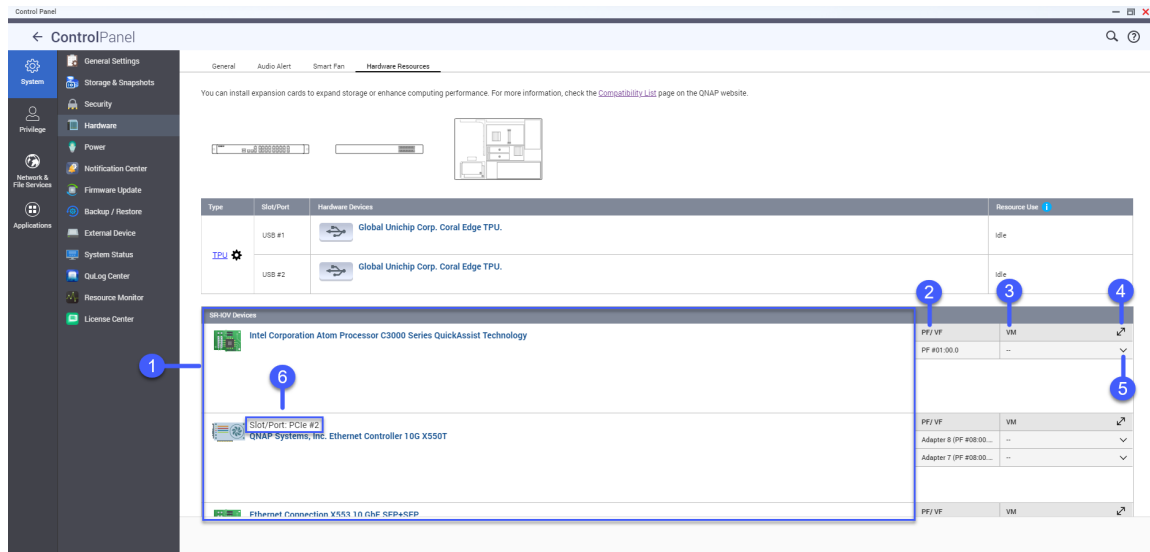 Control Panel
ControlPanel
System
Privilege
Network &
File Services
Applications
General Settings
Storage & Snapshots
Security
Hardware
Power
Notification Center
Firmware Update
Backup / Restore
External Device
System Status
QuLog Center
Resource Monitor
License Center
General Audio Alert Smart Fan Hardware Resources
You can install expansion cards to expand storage or enhance computing performance. For more information, check the Compatibility List page on the QNAP website.
Type Slot/Port Hardware Devices Resource Use i
TPU
USB #1 Global Unichip Corp. Coral Edge TPU. Idle
USB #2 Global Unichip Corp. Coral Edge TPU. Idle
2 3 4
SR-IOV Devices
Intel Corporation Atom Processor C3000 Series QuickAssist Technology
PF/ VF VM
PF #01:00.0 --
1
5
6
Slot/Port: PCIe #2
QNAP Systems, Inc. Ethernet Controller 10G X550T
PF/ VF VM
Adapter 8 (PF #08:00... --
Adapter 7 (PF #08:00... --
Ethernet Connection X553 10 GbE SFP+SFP
PF/ VF VM